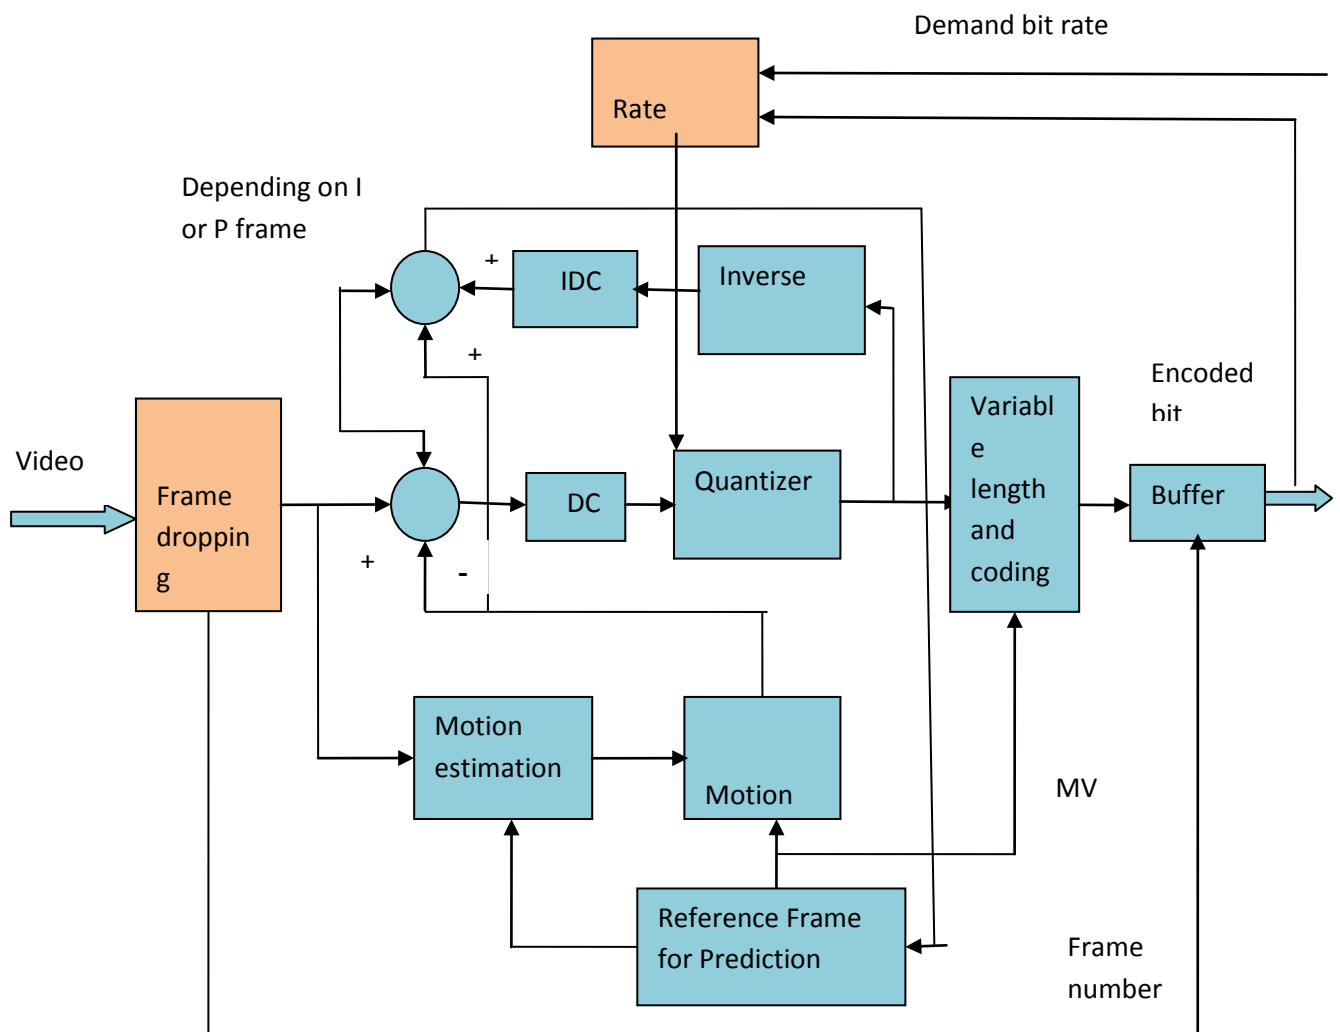 Demand bit rate
Rate
Depending on I
or P frame
+
IDC
Inverse
+
Encoded
bit
Variabl
e
length
and
coding
Video
Frame
droppin
g
DC
Quantizer
Buffer
+
-
Motion
estimation
Motion
MV
Reference Frame
for Prediction
Frame
number